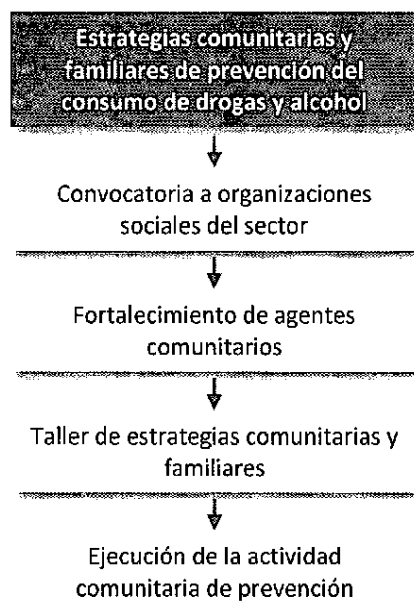 Estrategias comunitarias y
familiares de prevención del
consumo de drogas y alcohol
Convocatoria a organizaciones
sociales del sector
Fortalecimiento de agentes
comunitarios
Taller de estrategias comunitarias y
familiares
Ejecución de la actividad
comunitaria de prevención